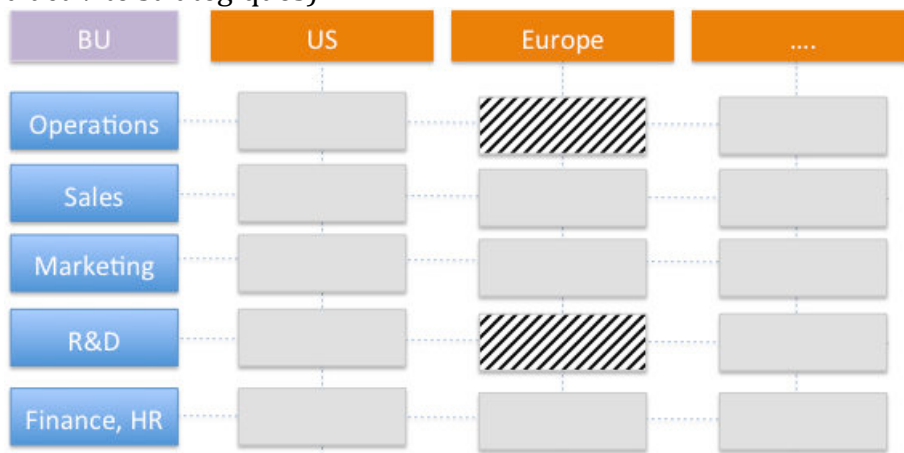 BU US Europe ....
Operations
Sales
Marketing
R&D
Finance, HR